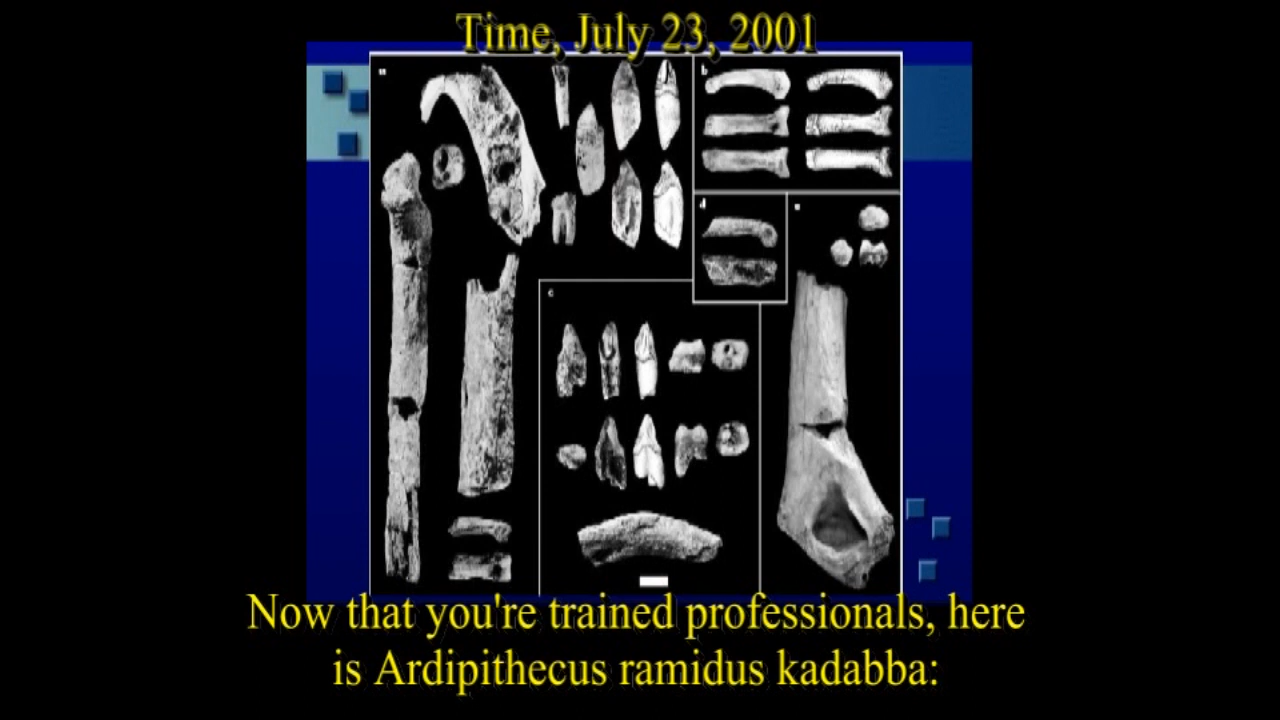 Time, July 23, 2001
a
b
d
e
c
Now that you're trained professionals, here
is Ardipithecus ramidus kadabba: